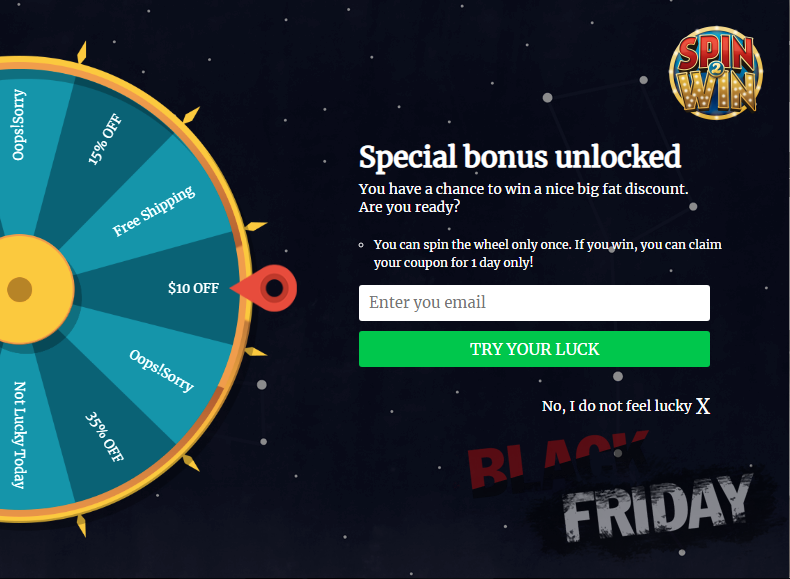 SPIN
2
WIN
Oops!Sorry
15% OFF
Free Shipping
$10 OFF
Oops!Sorry
35% OFF
Not Lucky Today
Special bonus unlocked
You have a chance to win a nice big fat discount.
Are you ready?
You can spin the wheel only once. If you win, you can claim
your coupon for 1 day only!
Enter you email
TRY YOUR LUCK
No, I do not feel lucky X
BLACK
FRIDAY